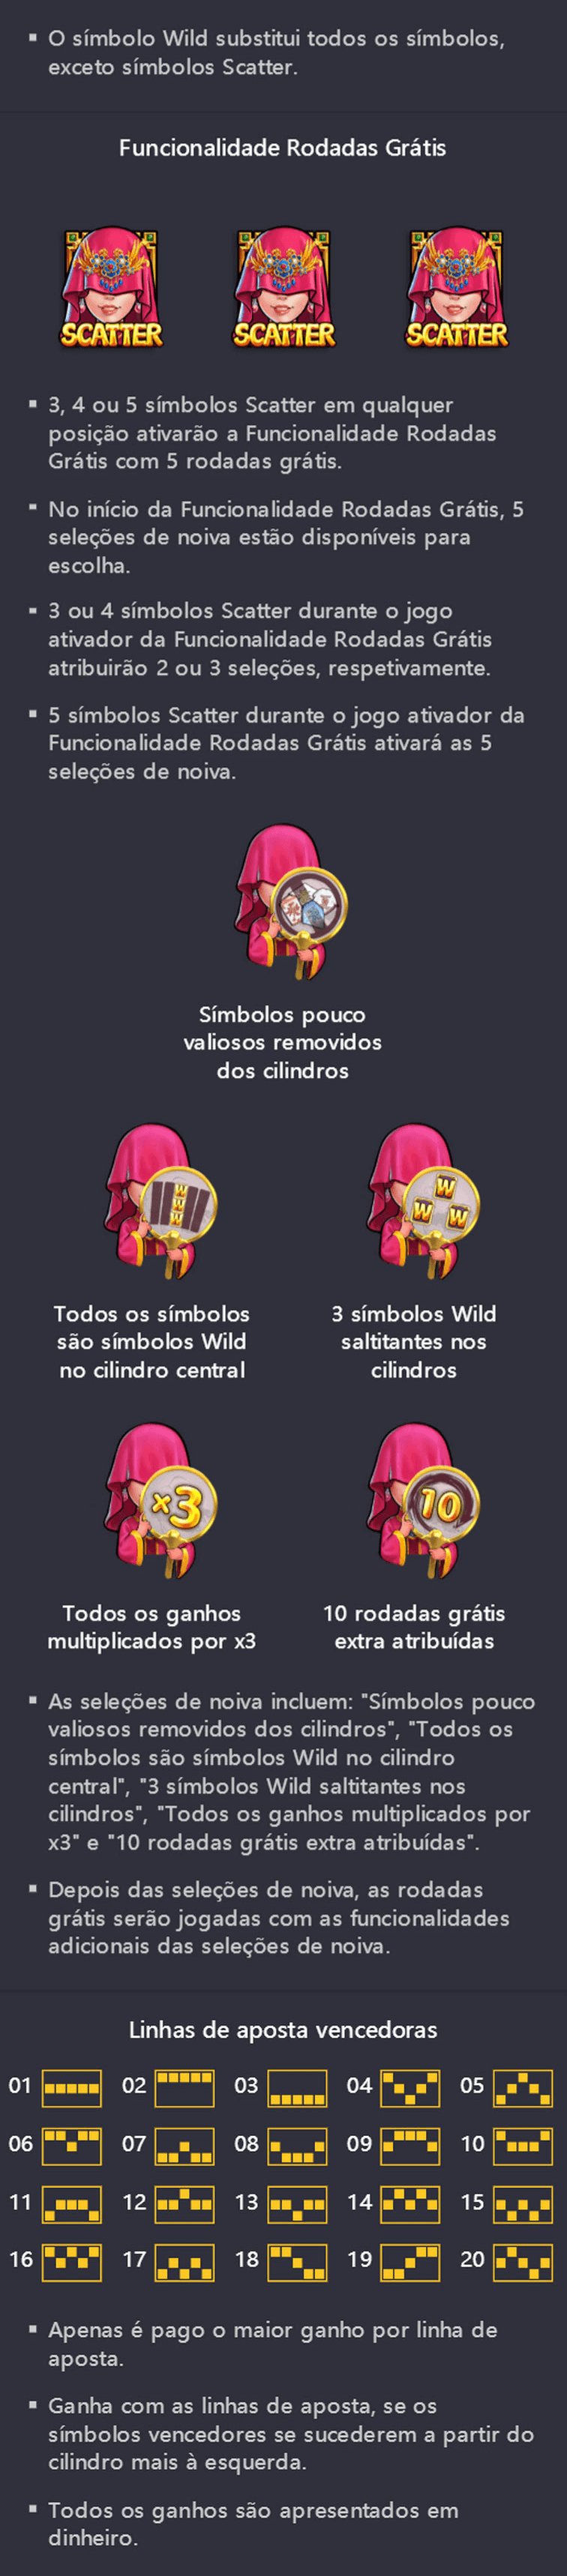 O símbolo Wild substitui todos os símbolos,
exceto símbolos Scatter.
Funcionalidade Rodadas Grátis
SCATTER SCATTER SCATTER
3, 4 ou 5 símbolos Scatter em qualquer
posição ativarão a Funcionalidade Rodadas
Grátis com 5 rodadas grátis.
No início da Funcionalidade Rodadas Grátis, 5
seleções de noiva estão disponíveis para
escolha.
3 ou 4 símbolos Scatter durante o jogo
ativador da Funcionalidade Rodadas Grátis
atribuirão 2 ou 3 seleções, respetivamente.
5 símbolos Scatter durante o jogo ativador da
Funcionalidade Rodadas Grátis ativará as 5
seleções de noiva.
Símbolos pouco
valiosos removidos
dos cilindros
W
W
W
W
W W
Todos os símbolos
são símbolos Wild
no cilindro central
3 símbolos Wild
saltitantes nos
cilindros
x3
10
Todos os ganhos
multiplicados por x3
10 rodadas grátis
extra atribuídas
As seleções de noiva incluem: "Símbolos pouco
valiosos removidos dos cilindros", "Todos os
símbolos são símbolos Wild no cilindro
central", "3 símbolos Wild saltitantes nos
cilindros", "Todos os ganhos multiplicados por
x3" e "10 rodadas grátis extra atribuídas".
Depois das seleções de noiva, as rodadas
grátis serão jogadas com as funcionalidades
adicionais das seleções de noiva.
Linhas de aposta vencedoras
01 02 03 04 05
06 07 08 09 10
11 12 13 14 15
16 17 18 19 20
Apenas é pago o maior ganho por linha de
aposta.
Ganha com as linhas de aposta, se os
símbolos vencedores se sucederem a partir do
cilindro mais à esquerda.
Todos os ganhos são apresentados em
dinheiro.